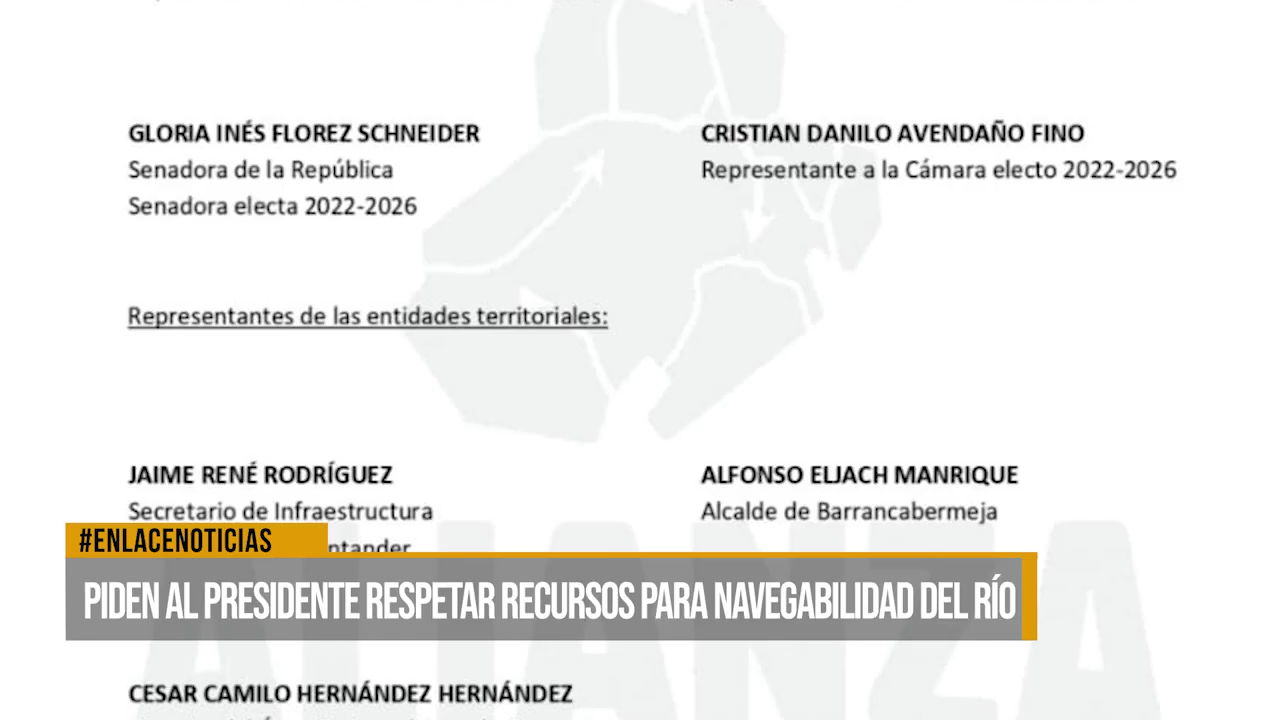 GLORIA INÉS FLOREZ SCHNEIDER
CRISTIAN DANILO AVENDAÑO FINO
Senadora de la República
Representante a la Cámara electo 2022-2026
Senadora electa 2022-2026
Representantes de las entidades territoriales:
JAIME RENÉ RODRÍGUEZ
ALFONSO ELJACH MANRIQUE
Secretario de Infraestructura
Alcalde de Barrancabermeja
#ENLACENOTICIAS
PIDEN AL PRESIDENTE RESPETAR RECURSOS PARA NAVEGABILIDAD DEL RÍO
ALIANZA
CESAR CAMILO HERNÁNDEZ HERNÁNDEZ